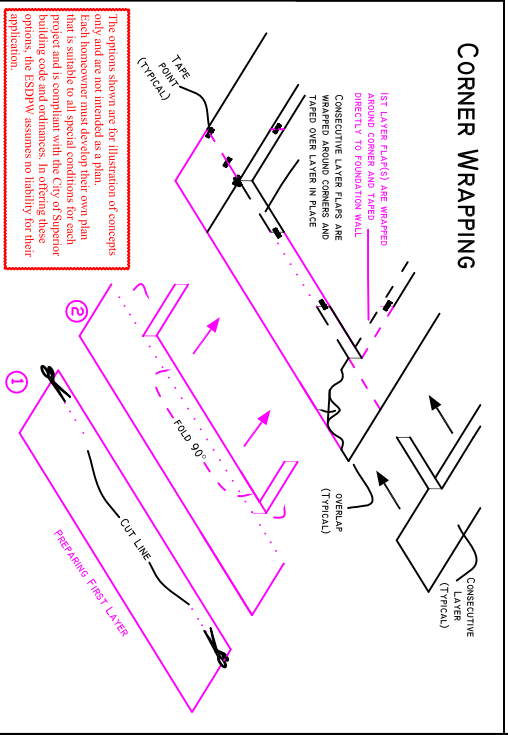 CORNER WRAPPING
1ST LAYER FLAP(S) ARE WRAPPED
AROUND CORNER AND TAPED
DIRECTLY TO FOUNDATION WALL
CONSECUTIVE LAYER FLAPS ARE
WRAPPED AROUND CORNERS AND
TAPED OVER LAYER IN PLACE
TAPE
POINT
(TYPICAL)
CONSECUTIVE
LAYER
(TYPICAL)
OVERLAP
(TYPICAL)
2
FOLD 90°
1
CUT LINE
PREPARING FIRST LAYER
The options shown are for illustration of concepts
only and are not intended as a plan.
Each homeowner must develop their own plan
that is suitable to all special conditions for each
project and is compliant with the City of Superior
building code and ordinances. In offering these
options, the ESDPW assumes no liability for their
application.